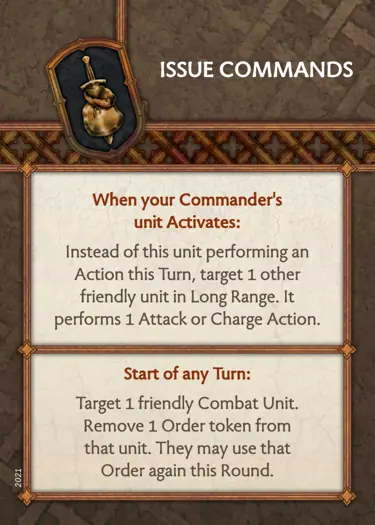 ISSUE COMMANDS
When your Commander's
unit Activates:
Instead of this unit performing an
Action this Turn, target 1 other
friendly unit in Long Range. It
performs 1 Attack or Charge Action.
Start of any Turn:
Target 1 friendly Combat Unit.
Remove 1 Order token from
that unit. They may use that
Order again this Round.
2021